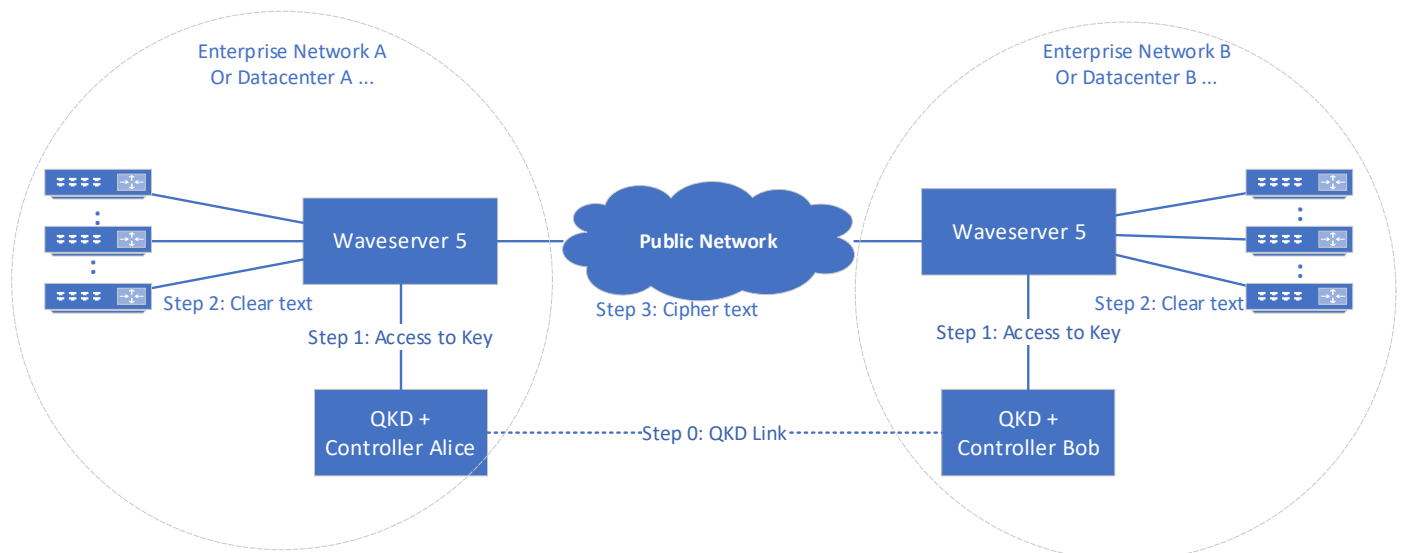 Enterprise Network A
Or Datacenter A ...
Enterprise Network B
Or Datacenter B ...
Waveserver 5
Public Network
Waveserver 5
Step 2: Clear text
Step 3: Cipher text
Step 2: Clear text
Step 1: Access to Key
Step 1: Access to Key
QKD +
Controller Alice
Step 0: QKD Link
QKD +
Controller Bob